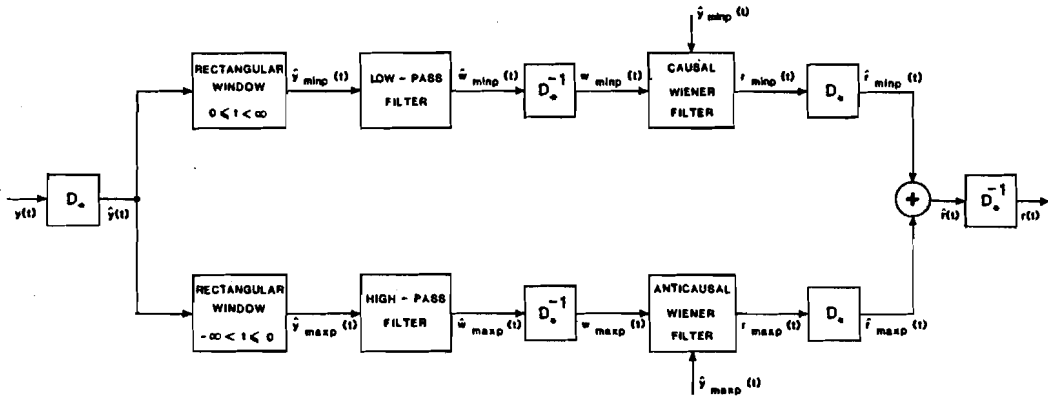 ŷ minp (t)
RECTANGULAR
WINDOW
0 ≤ t < ∞
ŷ minp (t)
LOW - PASS
FILTER
ŵ minp (t)
D*⁻¹
w minp (t)
CAUSAL
WIENER
FILTER
r minp (t)
D*
r̂ minp (t)
y(t)
D*
ŷ(t)
+
r̂(t)
D*⁻¹
r(t)
RECTANGULAR
WINDOW
-∞ < t ≤ 0
ŷ maxp (t)
HIGH - PASS
FILTER
ŵ maxp (t)
D*⁻¹
w maxp (t)
ANTICAUSAL
WIENER
FILTER
r maxp (t)
D*
r̂ maxp (t)
ŷ maxp (t)